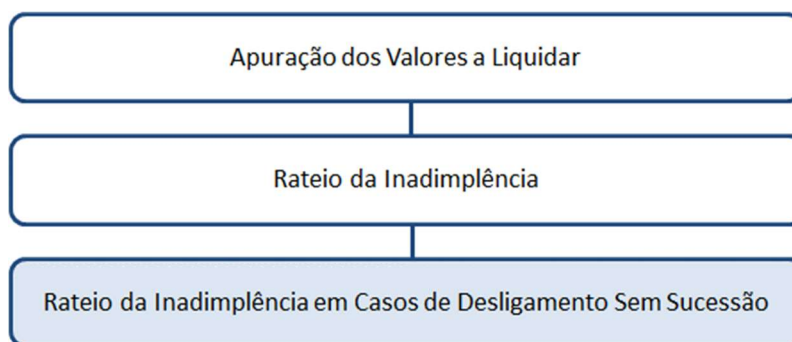 Apuração dos Valores a Liquidar
Rateio da Inadimplência
Rateio da Inadimplência em Casos de Desligamento Sem Sucessão